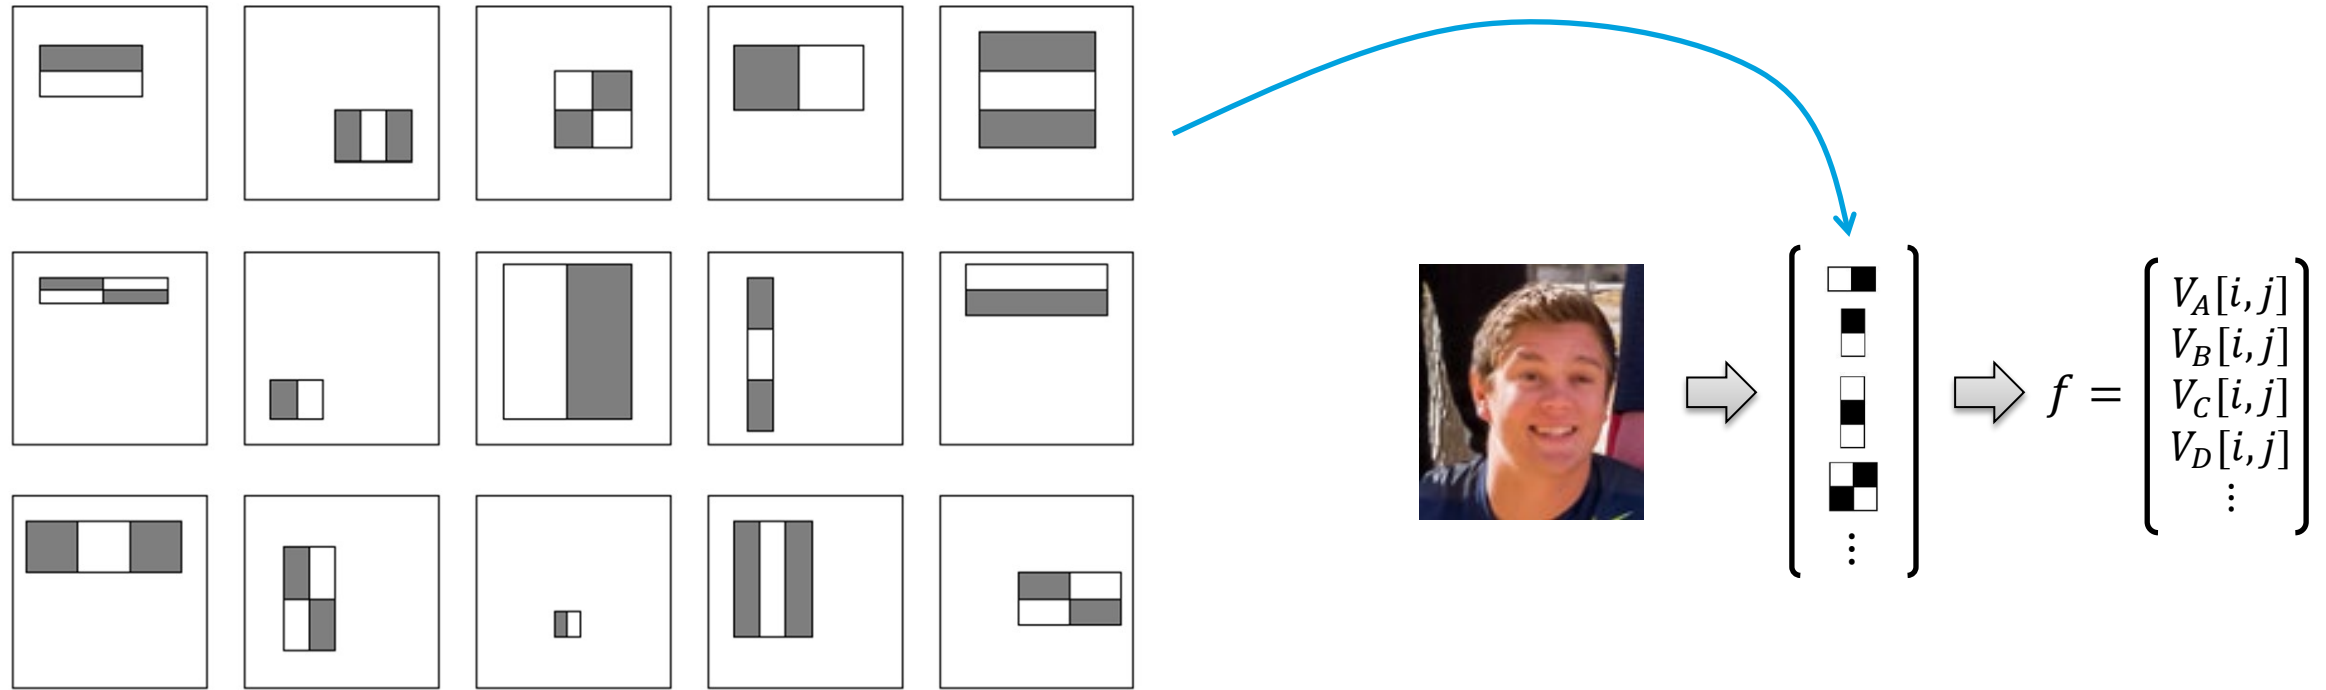 f =
V_A[i, j]
V_B[i, j]
V_C[i, j]
V_D[i, j]
⋮
⋮